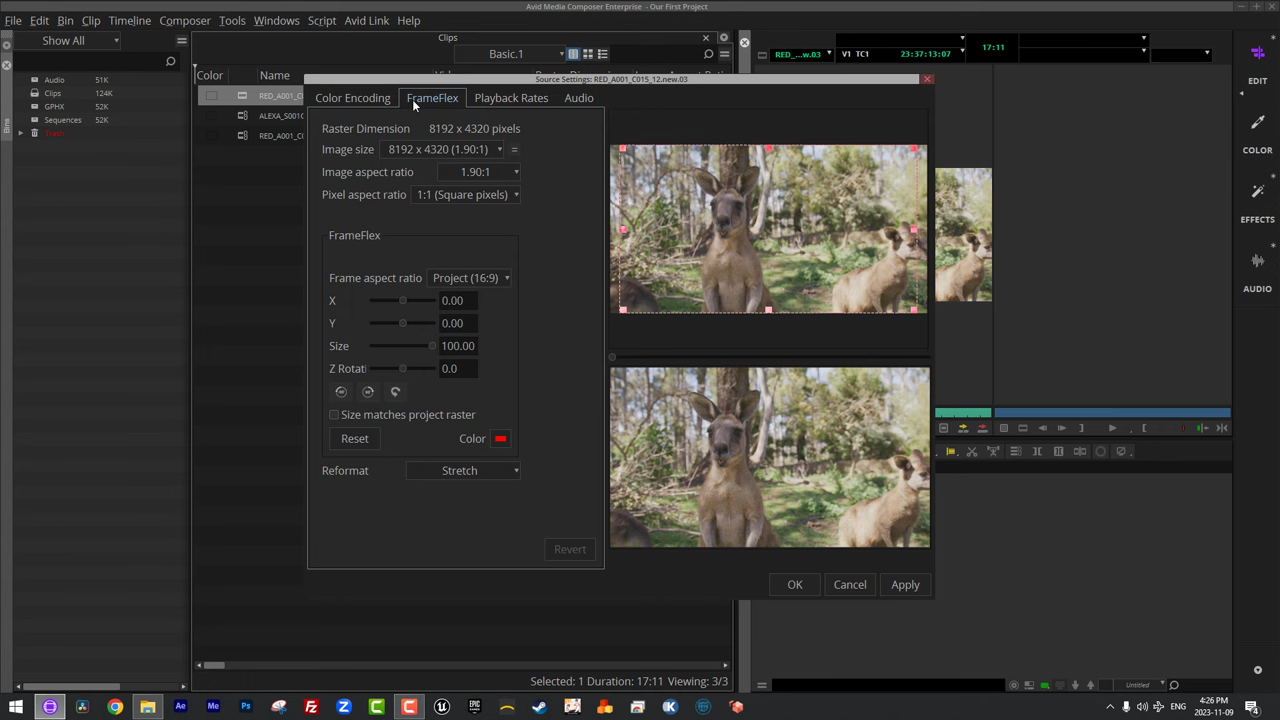 Avid Media Composer Enterprise - Our First Project
File Edit Bin Clip Timeline Composer Tools Windows Script Avid Link Help
Show All
Clips
Basic.1
Color Name
Bins
Audio 51K
Clips 124K
GPHX 52K
Sequences 52K
Trash
RED_A001_C0
ALEXA_S001C
RED_A001_C0
Source Settings: RED_A001_C015_12.new.03
Color Encoding FrameFlex Playback Rates Audio
Raster Dimension 8192 x 4320 pixels
Image size 8192 x 4320 (1.90:1) =
Image aspect ratio 1.90:1
Pixel aspect ratio 1:1 (Square pixels)
FrameFlex
Frame aspect ratio Project (16:9)
X 0.00
Y 0.00
Size 100.00
Z Rotati 0.0
Size matches project raster
Reset Color
Reformat Stretch
Revert
OK Cancel Apply
Selected: 1 Duration: 17:11 Viewing: 3/3
RED_...w.03 V1 TC1 23:37:13:07 17:11
EDIT
COLOR
EFFECTS
AUDIO
Untitled
4:26 PM
2023-11-09